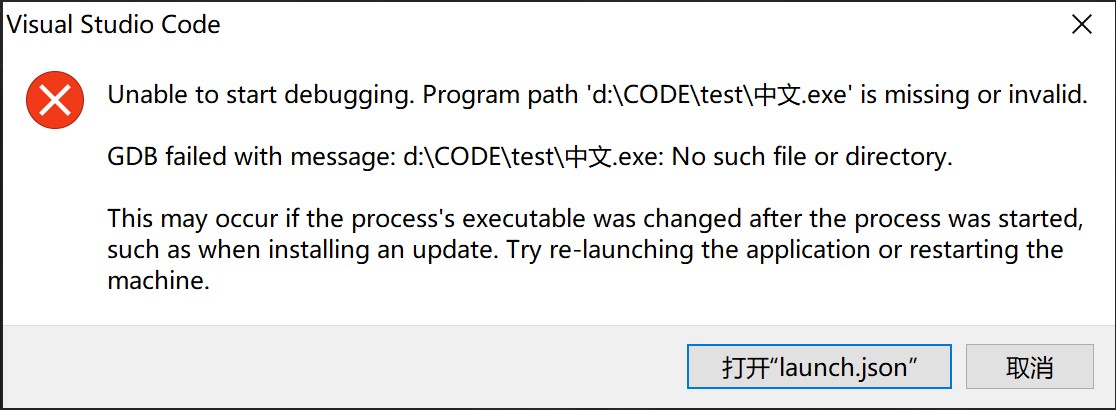 Visual Studio Code
Unable to start debugging. Program path 'd:\CODE\test\中文.exe' is missing or invalid.
GDB failed with message: d:\CODE\test\中文.exe: No such file or directory.
This may occur if the process's executable was changed after the process was started,
such as when installing an update. Try re-launching the application or restarting the
machine.
打开“launch.json”
取消